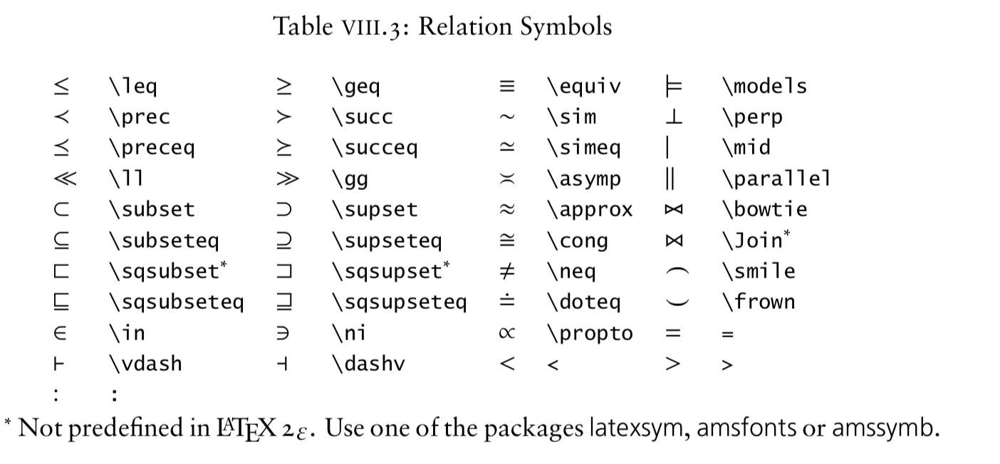 Table VIII.3: Relation Symbols
≤ \leq ≥ \geq ≡ \equiv ⊨ \models
≺ \prec ≻ \succ ∼ \sim ⊥ \perp
⪯ \preceq ⪰ \succeq ≃ \simeq ∣ \mid
≪ \ll ≫ \gg ≍ \asymp ∥ \parallel
⊂ \subset ⊃ \supset ≈ \approx ⋈ \bowtie
⊆ \subseteq ⊇ \supseteq ≅ \cong ⋈ \Join*
⊏ \sqsubset* ⊐ \sqsupset* ≠ \neq ⌢ \smile
⊑ \sqsubseteq ⊒ \sqsupseteq ≐ \doteq ⌣ \frown
∈ \in ∋ \ni ∝ \propto = =
⊢ \vdash ⊣ \dashv < < > >
: :
* Not predefined in LATEX 2ε. Use one of the packages latexsym, amsfonts or amssymb.